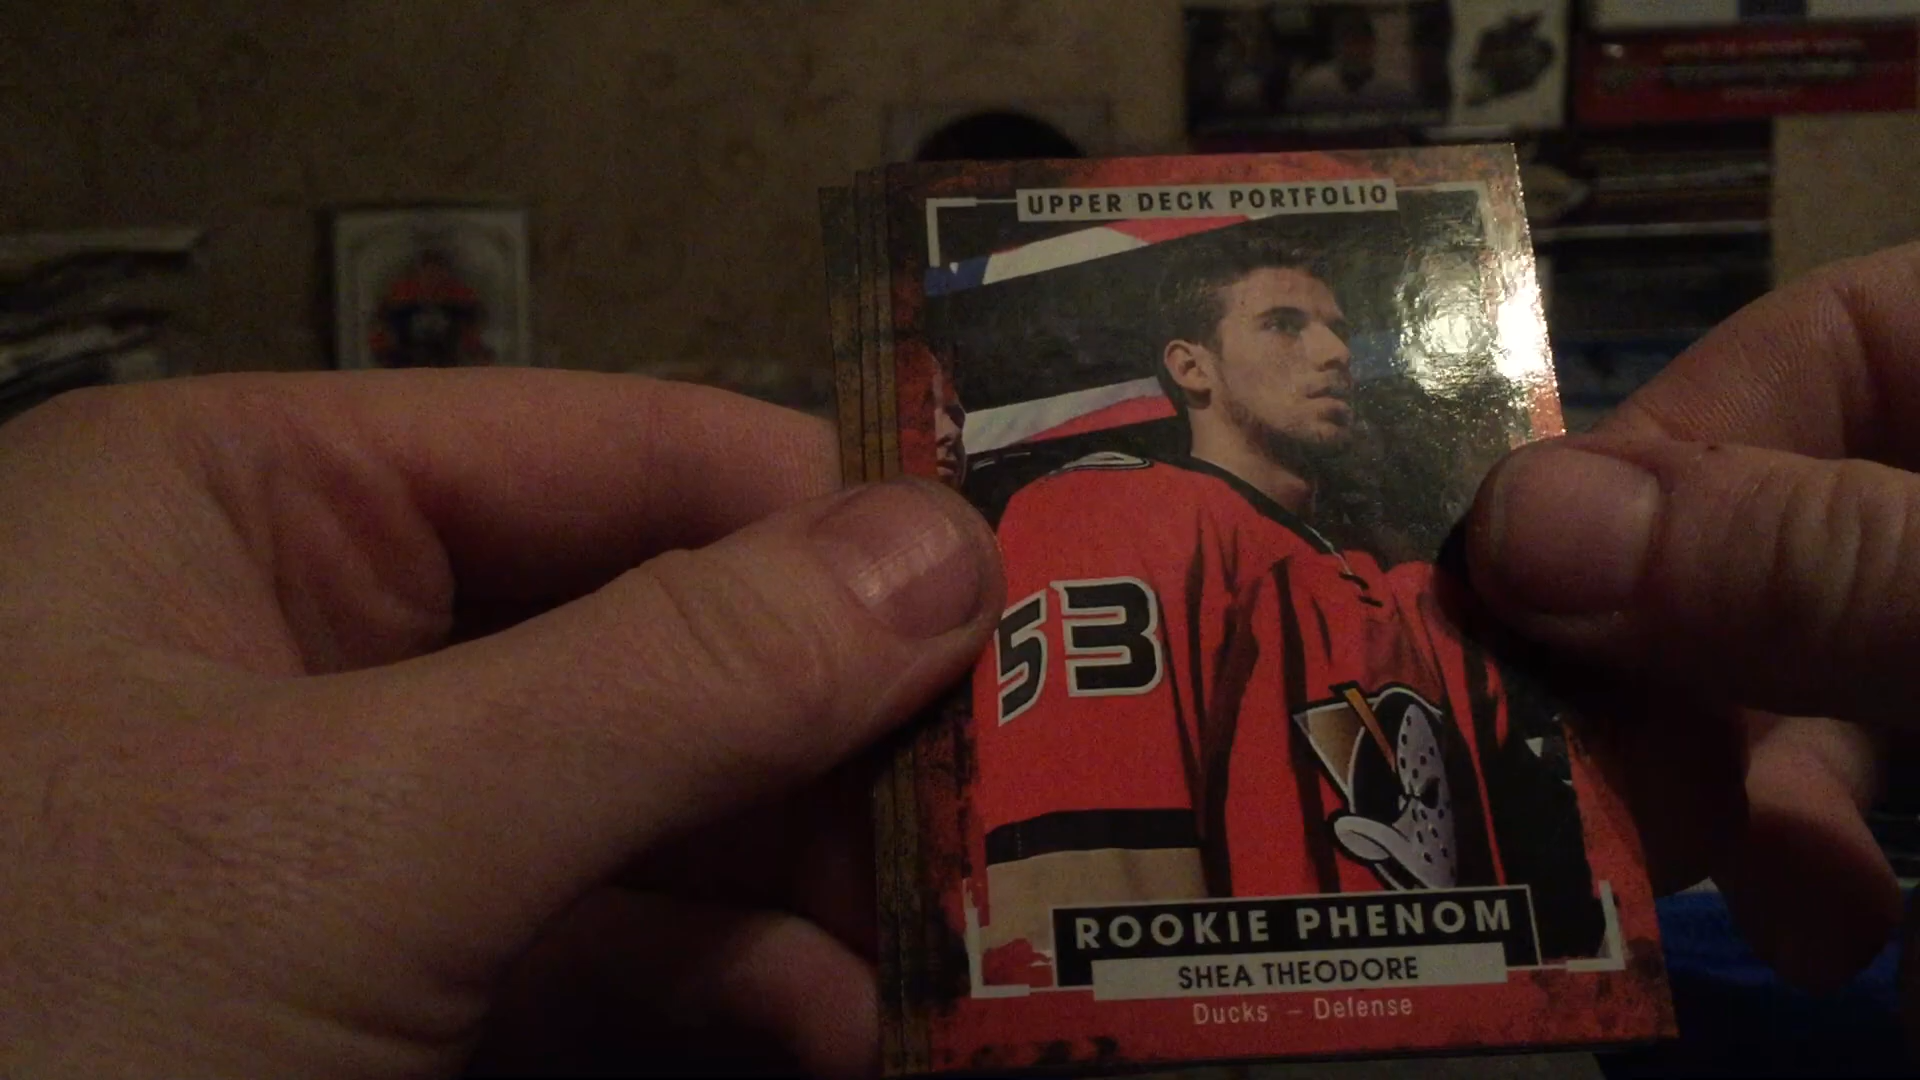 UPPER DECK PORTFOLIO
53
ROOKIE PHENOM
SHEA THEODORE
Ducks – Defense